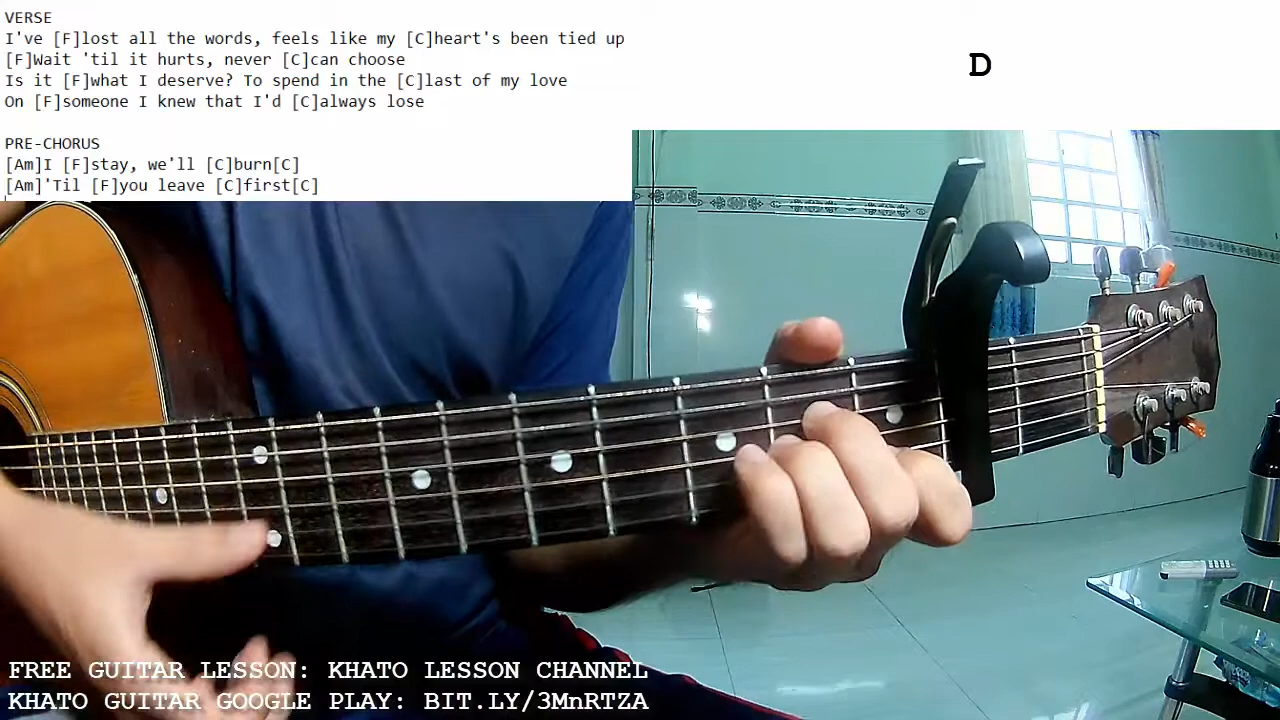 VERSE
I've [F]lost all the words, feels like my [C]heart's been tied up
[F]Wait 'til it hurts, never [C]can choose
Is it [F]what I deserve? To spend in the [C]last of my love
On [F]someone I knew that I'd [C]always lose
PRE-CHORUS
[Am]I [F]stay, we'll [C]burn[C]
[Am]'Til [F]you leave [C]first[C]
D
FREE GUITAR LESSON: KHATO LESSON CHANNEL
KHATO GUITAR GOOGLE PLAY: BIT.LY/3MnRTZA